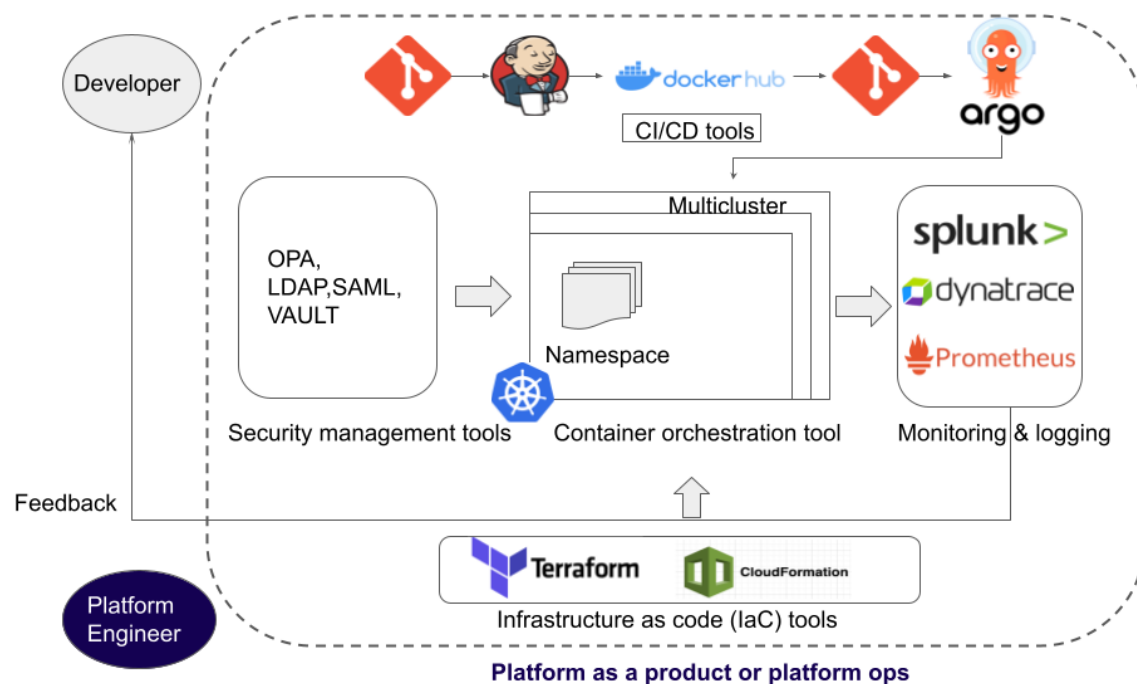 Developer
dockerhub
argo
CI/CD tools
Multicluster
OPA,
LDAP,SAML,
VAULT
Namespace
splunk>
dynatrace
Prometheus
Security management tools
Container orchestration tool
Monitoring & logging
Feedback
Terraform
CloudFormation
Platform
Engineer
Infrastructure as code (IaC) tools
Platform as a product or platform ops